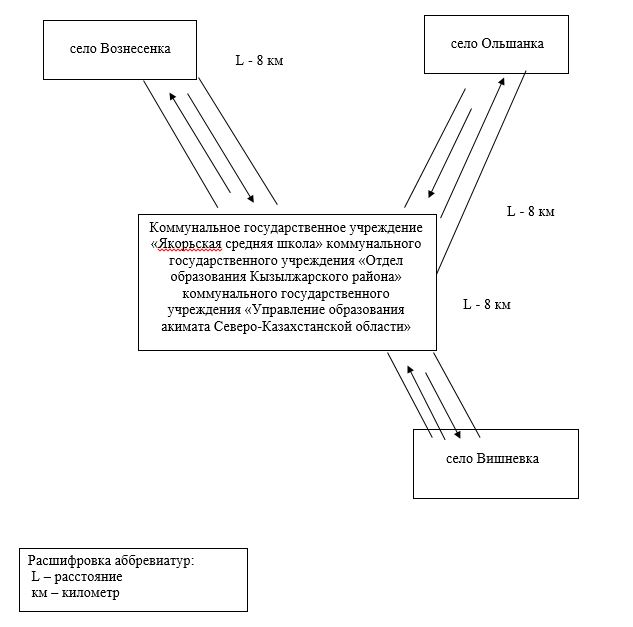 село Вознесенка
L - 8 км
село Ольшанка
L - 8 км
Коммунальное государственное учреждение
«Якорьская средняя школа» коммунального
государственного учреждения «Отдел
образования Кызылжарского района»
коммунального государственного
учреждения «Управление образования
акимата Северо-Казахстанской области»
L - 8 км
село Вишневка
Расшифровка аббревиатур:
L – расстояние
км – километр